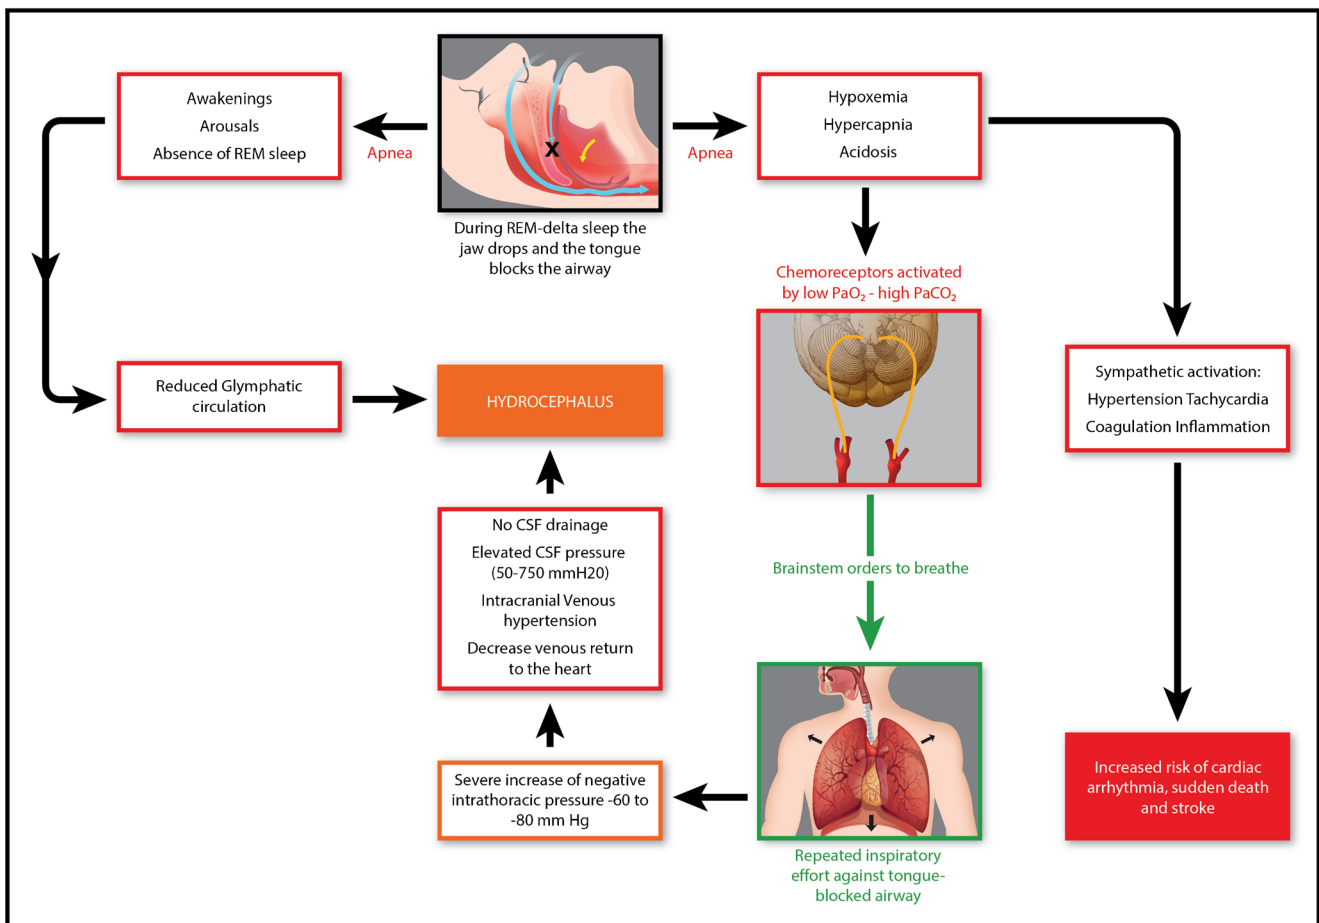 Awakenings
Arousals
Absence of REM sleep
Apnea
X
During REM-delta sleep the
jaw drops and the tongue
blocks the airway
Apnea
Hypoxemia
Hypercapnia
Acidosis
Chemoreceptors activated
by low PaO₂ - high PaCO₂
Sympathetic activation:
Hypertension Tachycardia
Coagulation Inflammation
Reduced Glymphatic
circulation
HYDROCEPHALUS
No CSF drainage
Elevated CSF pressure
(50-750 mmH20)
Intracranial Venous
hypertension
Decrease venous return
to the heart
Brainstem orders to breathe
Severe increase of negative
intrathoracic pressure -60 to
-80 mm Hg
Repeated inspiratory
effort against tongue-
blocked airway
Increased risk of cardiac
arrhythmia, sudden death
and stroke